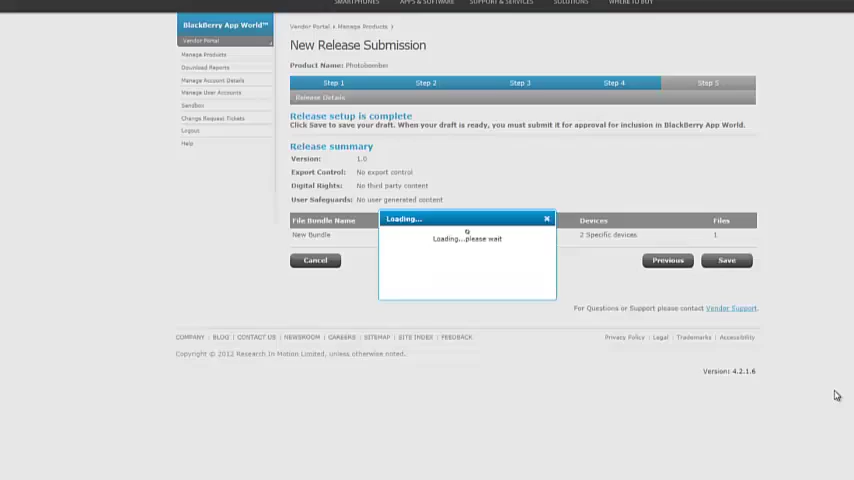 SMARTPHONES APPS & SOFTWARE SUPPORT & SERVICES SOLUTIONS WHERE TO BUY
BlackBerry App World™
Vendor Portal
Manage Products
Download Reports
Manage Account Details
Manage User Accounts
Sandbox
Change Request Tickets
Logout
Help
Vendor Portal › Manage Products ›
New Release Submission
Product Name: Photobomber
Step 1 Step 2 Step 3 Step 4 Step 5
Release Details
Release setup is complete
Click Save to save your draft. When your draft is ready, you must submit it for approval for inclusion in BlackBerry App World.
Release summary
Version: 1.0
Export Control: No export control
Digital Rights: No third party content
User Safeguards: No user generated content
File Bundle Name Devices Files
New Bundle 2 Specific devices 1
Loading...
Loading...please wait
Cancel Previous Save
For Questions or Support please contact Vendor Support.
COMPANY | BLOG | CONTACT US | NEWSROOM | CAREERS | SITEMAP | SITE INDEX | FEEDBACK
Privacy Policy | Legal | Trademarks | Accessibility
Copyright © 2012 Research In Motion Limited, unless otherwise noted.
Version: 4.2.1.6